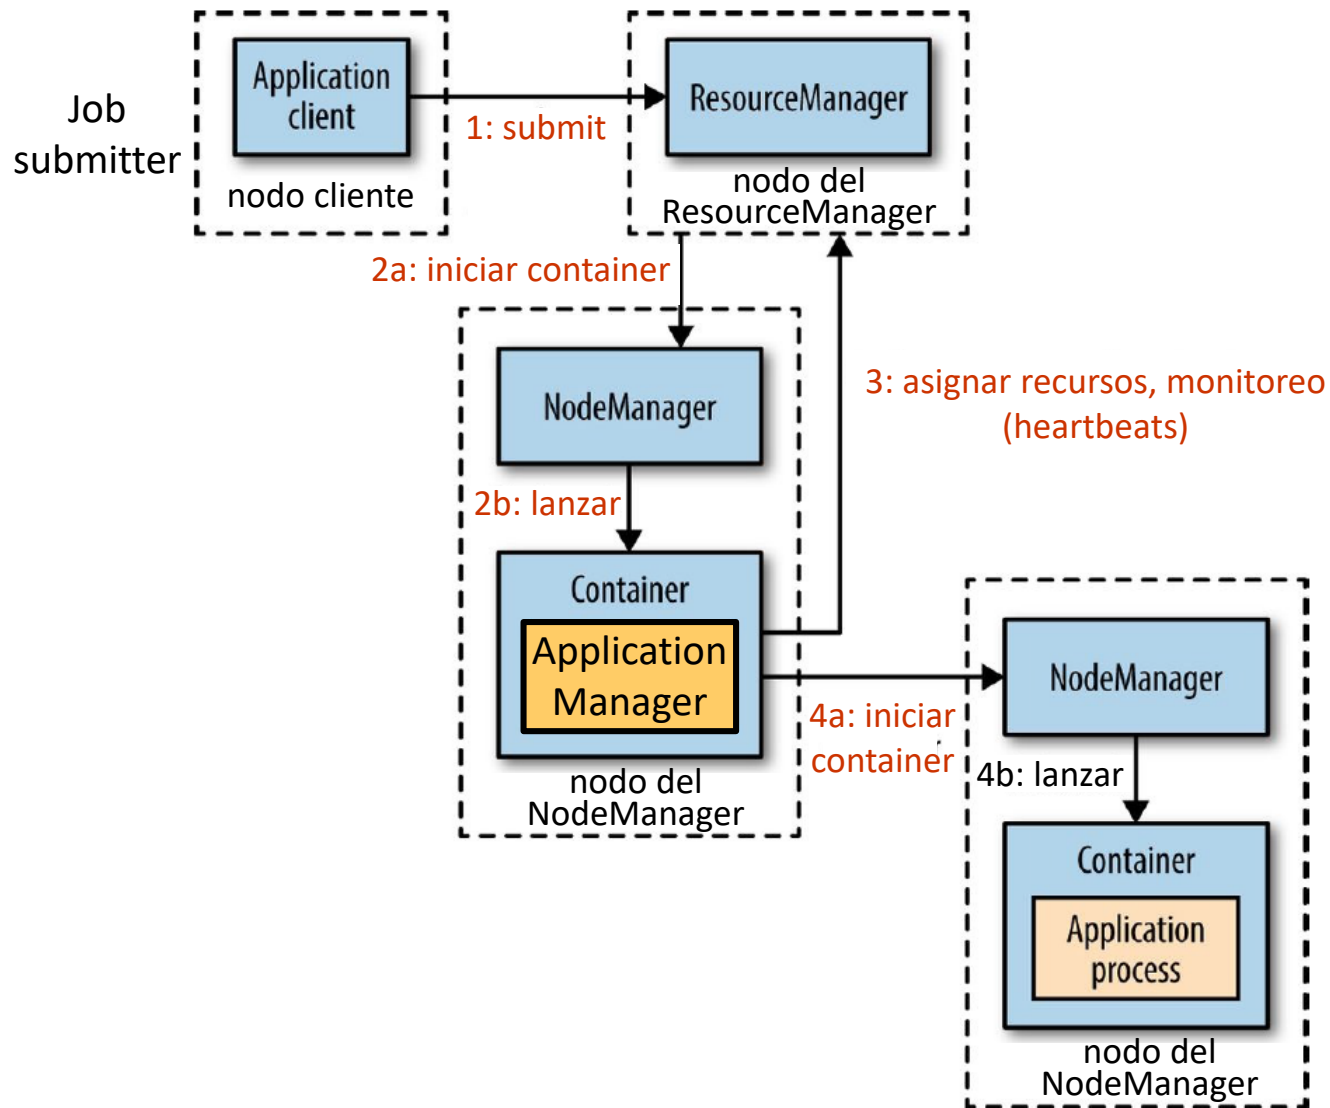 Job
submitter
Application
client
nodo cliente
1: submit
ResourceManager
nodo del
ResourceManager
2a: iniciar container
NodeManager
2b: lanzar
3: asignar recursos, monitoreo
(heartbeats)
Container
Application
Manager
nodo del
NodeManager
4a: iniciar
container
NodeManager
4b: lanzar
Container
Application
process
nodo del
NodeManager